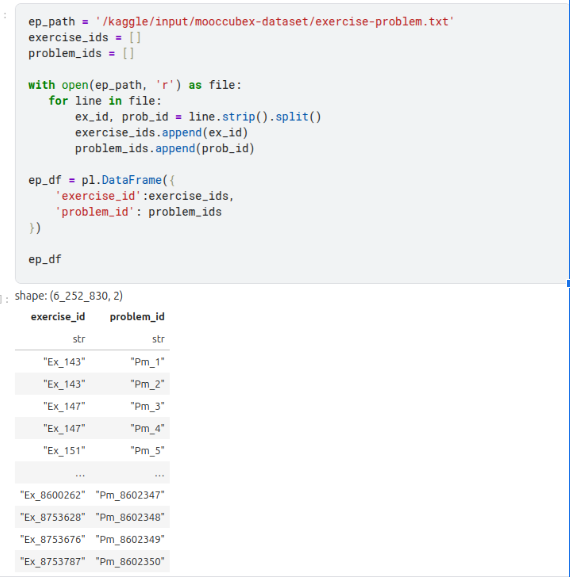 ep_path = '/kaggle/input/mooccubex-dataset/exercise-problem.txt'
exercise_ids = []
problem_ids = []
with open(ep_path, 'r') as file:
for line in file:
ex_id, prob_id = line.strip().split()
exercise_ids.append(ex_id)
problem_ids.append(prob_id)
ep_df = pl.DataFrame({
'exercise_id':exercise_ids,
'problem_id': problem_ids
})
ep_df
]: shape: (6_252_830, 2)
exercise_id problem_id
str str
"Ex_143" "Pm_1"
"Ex_143" "Pm_2"
"Ex_147" "Pm_3"
"Ex_147" "Pm_4"
"Ex_151" "Pm_5"
… …
"Ex_8600262" "Pm_8602347"
"Ex_8753628" "Pm_8602348"
"Ex_8753676" "Pm_8602349"
"Ex_8753787" "Pm_8602350"